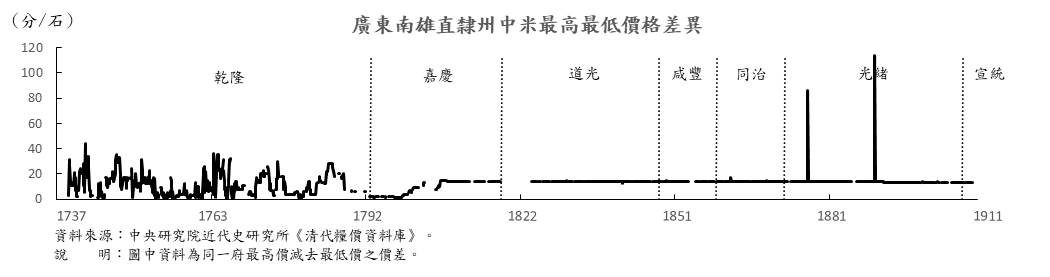 (分/石)
廣東南雄直隸州中米最高最低價格差異
120
100
80
60
40
20
0
乾隆
嘉慶
道光
咸豐
同治
光緒
宣統
1737
1763
1792
1822
1851
1881
1911
資料來源：中央研究院近代史研究所《清代糧價資料庫》。
說　　明：圖中資料為同一府最高價減去最低價之價差。